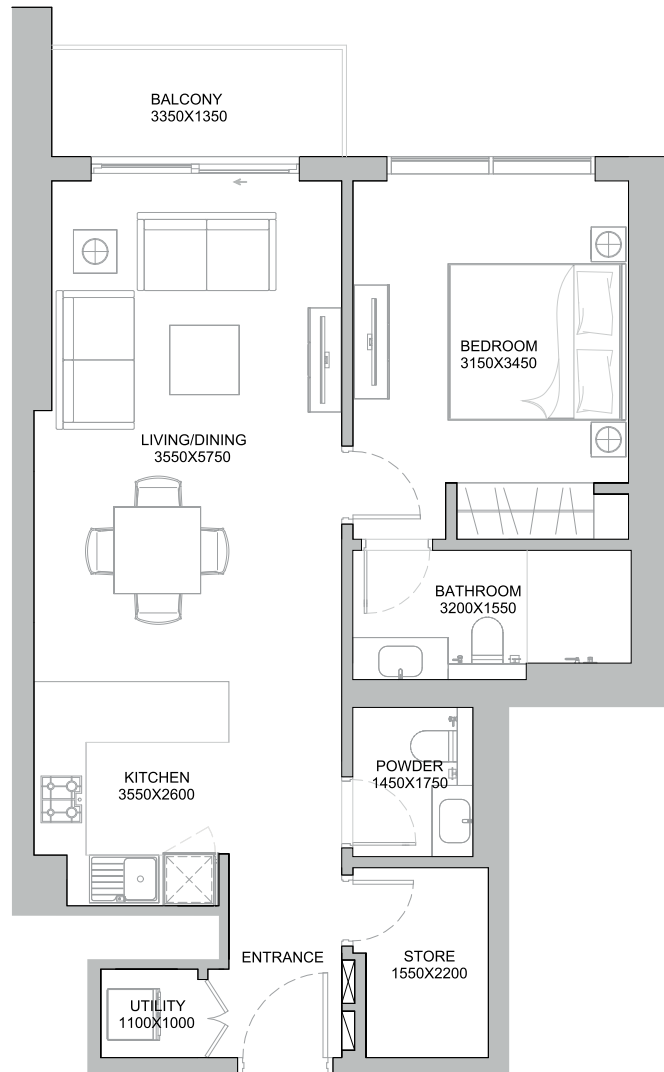 BALCONY
3350X1350
BEDROOM
3150X3450
LIVING/DINING
3550X5750
BATHROOM
3200X1550
POWDER
1450X1750
KITCHEN
3550X2600
ENTRANCE
STORE
1550X2200
UTILITY
1100X1000